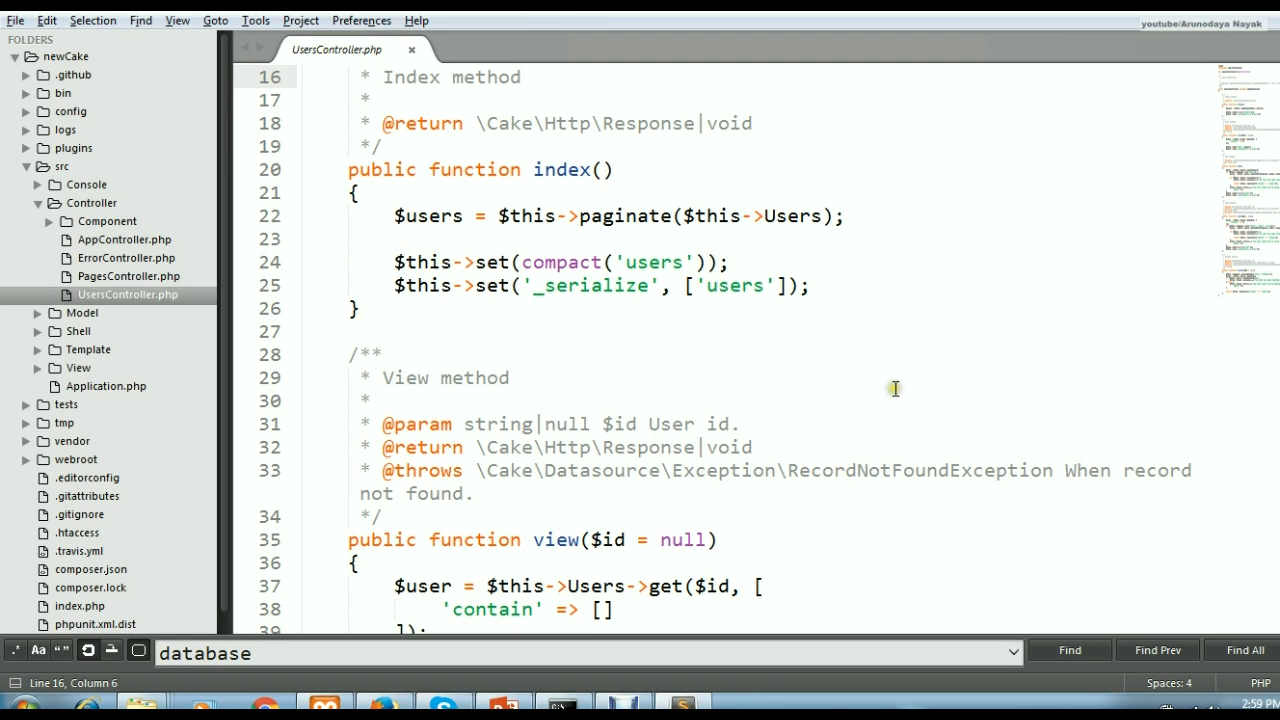 File Edit Selection Find View Goto Tools Project Preferences Help
youtube/Arunodaya Nayak
FOLDERS
newCake
.github
bin
config
logs
plugins
src
Console
Controller
Component
AppController.php
ErrorController.php
PagesController.php
UsersController.php
Model
Shell
Template
View
Application.php
tests
tmp
vendor
webroot
.editorconfig
.gitattributes
.gitignore
.htaccess
.travis.yml
composer.json
composer.lock
index.php
phpunit.xml.dist
UsersController.php ×
16 * Index method
17 *
18 * @return \Cake\Http\Response|void
19 */
20 public function index()
21 {
22 $users = $this->paginate($this->Users);
23
24 $this->set(compact('users'));
25 $this->set('_serialize', ['users']);
26 }
27
28 /**
29 * View method
30 *
31 * @param string|null $id User id.
32 * @return \Cake\Http\Response|void
33 * @throws \Cake\Datasource\Exception\RecordNotFoundException When record
not found.
34 */
35 public function view($id = null)
36 {
37 $user = $this->Users->get($id, [
38 'contain' => []
39 ]);
.* Aa “ ” database Find Find Prev Find All
Line 16, Column 6 Spaces: 4 PHP
2:59 PM